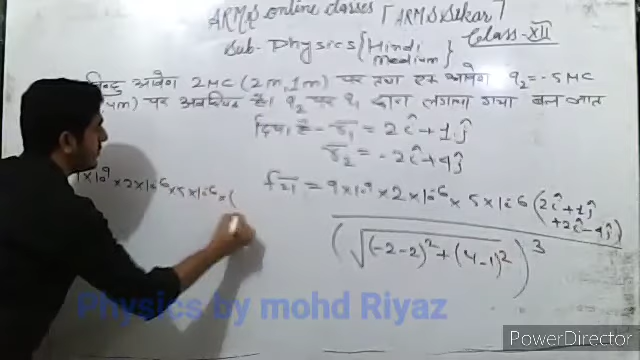 ARMS online classes [ARMS Sikar]
Sub- Physics {Hindi Medium} Class-XII
बिन्दु आवेश 2MC (2m, 1m) पर तथा एक आवेश q₂=-5MC
पर अवस्थित है। q₂ पर q₁ द्वारा लगाया गया बल ज्ञात
दिया है- r₁ = 2î+1ĵ
r₂ = -2î+4ĵ
1×10⁹×2×10⁻⁶×5×10⁻⁶ = (
F₂₁ = 9×10⁹×2×10⁻⁶×5×10⁻⁶ (2î+1ĵ
+2î-4ĵ)
(√(-2-2)²+(4-1)²)³
Physics by mohd Riyaz
PowerDirector